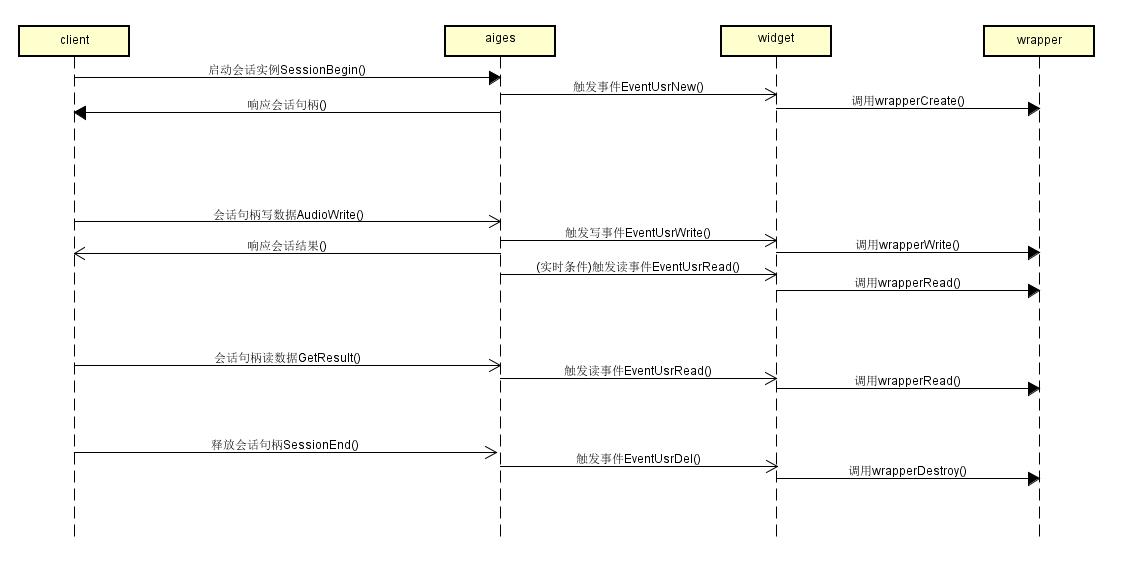 client
aiges
widget
wrapper
启动会话实例SessionBegin()
触发事件EventUsrNew()
响应会话句柄()
调用wrapperCreate()
会话句柄写数据AudioWrite()
触发写事件EventUsrWrite()
响应会话结果()
调用wrapperWrite()
(实时条件)触发读事件EventUsrRead()
调用wrapperRead()
会话句柄读数据GetResult()
触发读事件EventUsrRead()
调用wrapperRead()
释放会话句柄SessionEnd()
触发事件EventUsrDel()
调用wrapperDestroy()